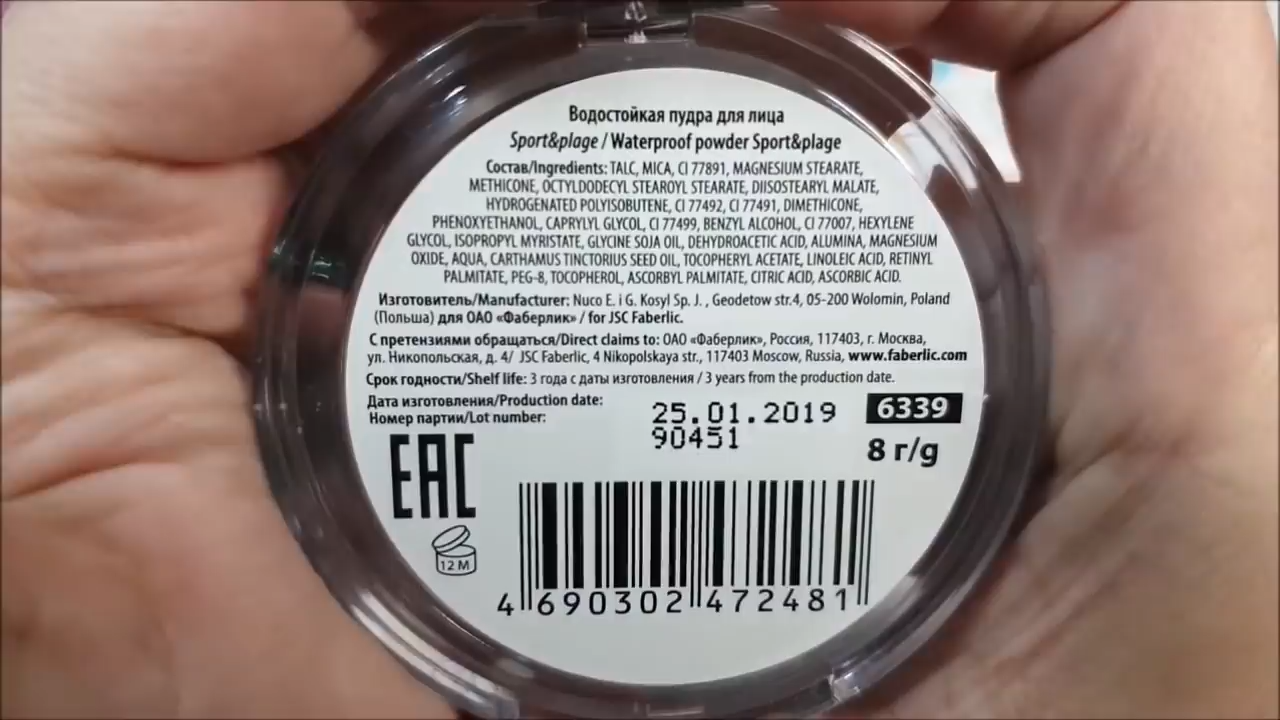 Водостойкая пудра для лица
Sport&plage / Waterproof powder Sport&plage
Состав/Ingredients: TALC, MICA, CI 77891, MAGNESIUM STEARATE,
METHICONE, OCTYLDODECYL STEAROYL STEARATE, DIISOSTEARYL MALATE,
HYDROGENATED POLYISOBUTENE, CI 77492, CI 77491, DIMETHICONE,
PHENOXYETHANOL, CAPRYLYL GLYCOL, CI 77499, BENZYL ALCOHOL, CI 77007, HEXYLENE
GLYCOL, ISOPROPYL MYRISTATE, GLYCINE SOJA OIL, DEHYDROACETIC ACID, ALUMINA, MAGNESIUM
OXIDE, AQUA, CARTHAMUS TINCTORIUS SEED OIL, TOCOPHERYL ACETATE, LINOLEIC ACID, RETINYL
PALMITATE, PEG-8, TOCOPHEROL, ASCORBYL PALMITATE, CITRIC ACID, ASCORBIC ACID.
Изготовитель/Manufacturer: Nuco E. i G. Kosyl Sp. J. , Geodetow str.4, 05-200 Wolomin, Poland
(Польша) для ОАО «Фаберлик» / for JSC Faberlic.
С претензиями обращаться/Direct claims to: ОАО «Фаберлик», Россия, 117403, г. Москва,
ул. Никопольская, д. 4/ JSC Faberlic, 4 Nikopolskaya str., 117403 Moscow, Russia, www.faberlic.com
Срок годности/Shelf life: 3 года с даты изготовления / 3 years from the production date.
Дата изготовления/Production date: 25.01.2019 6339
Номер партии/Lot number: 90451
8 г/g
EAC
12 M
4 690302 472481